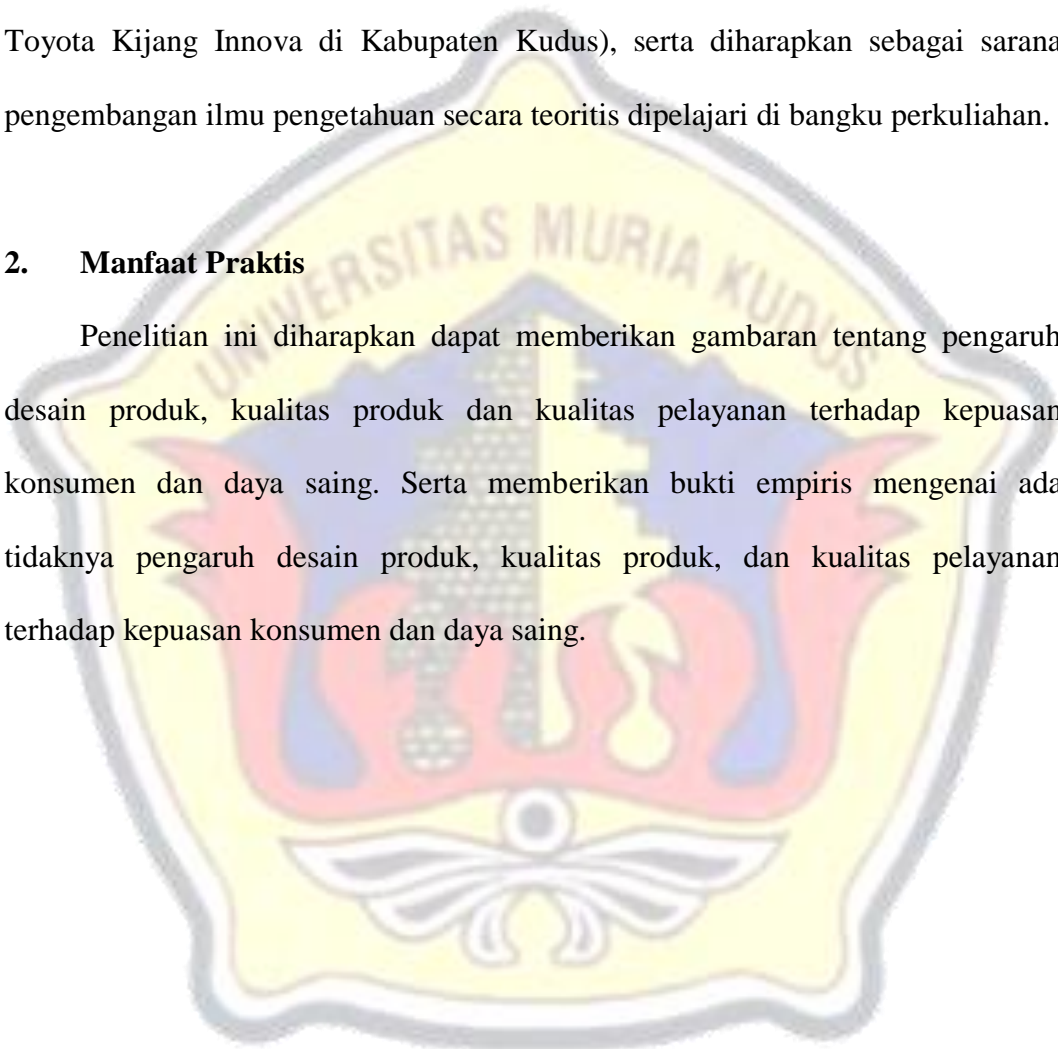 Toyota Kijang Innova di Kabupaten Kudus), serta diharapkan sebagai sarana
pengembangan ilmu pengetahuan secara teoritis dipelajari di bangku perkuliahan.
UNIVERSITAS MURIA KUDUS
2. Manfaat Praktis
Penelitian ini diharapkan dapat memberikan gambaran tentang pengaruh
desain produk, kualitas produk dan kualitas pelayanan terhadap kepuasan
konsumen dan daya saing. Serta memberikan bukti empiris mengenai ada
tidaknya pengaruh desain produk, kualitas produk, dan kualitas pelayanan
terhadap kepuasan konsumen dan daya saing.